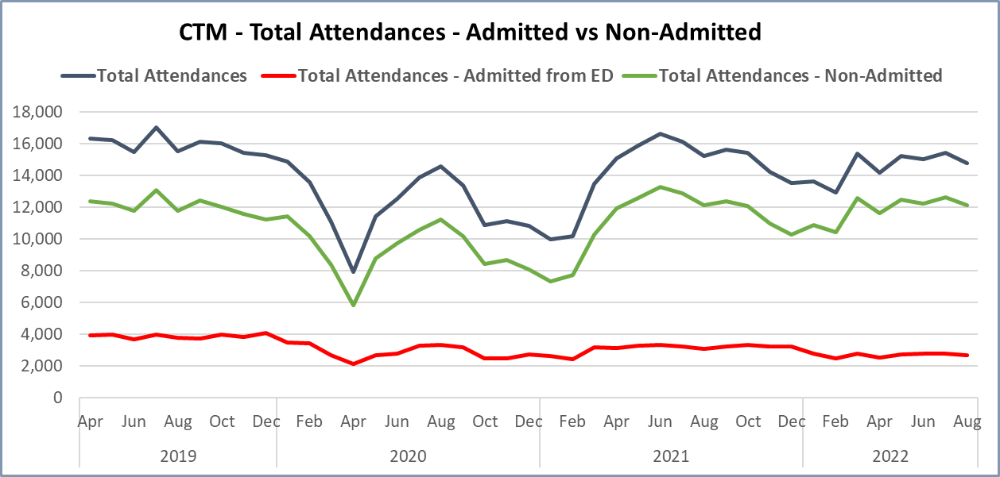 CTM - Total Attendances - Admitted vs Non-Admitted
Total Attendances Total Attendances - Admitted from ED Total Attendances - Non-Admitted
18,000
16,000
14,000
12,000
10,000
8,000
6,000
4,000
2,000
0
Apr Jun Aug Oct Dec Feb Apr Jun Aug Oct Dec Feb Apr Jun Aug Oct Dec Feb Apr Jun Aug
2019 2020 2021 2022